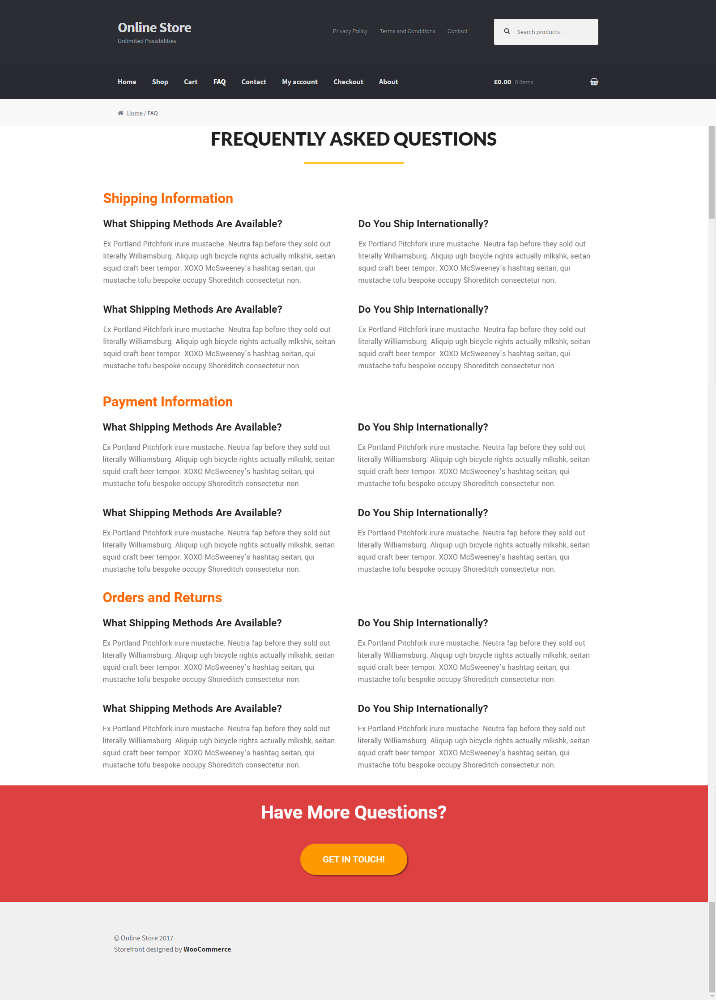 Online Store
Unlimited Possibilities
Privacy Policy Terms and Conditions Contact
Search products…
Home Shop Cart FAQ Contact My account Checkout About
£0.00 0 items
Home / FAQ
FREQUENTLY ASKED QUESTIONS
Shipping Information
What Shipping Methods Are Available?
Ex Portland Pitchfork irure mustache. Neutra fap before they sold out
literally Williamsburg. Aliquip ugh bicycle rights actually mlkshk, seitan
squid craft beer tempor. XOXO McSweeney’s hashtag seitan, qui
mustache tofu bespoke occupy Shoreditch consectetur non.
Do You Ship Internationally?
Ex Portland Pitchfork irure mustache. Neutra fap before they sold out
literally Williamsburg. Aliquip ugh bicycle rights actually mlkshk, seitan
squid craft beer tempor. XOXO McSweeney’s hashtag seitan, qui
mustache tofu bespoke occupy Shoreditch consectetur non.
What Shipping Methods Are Available?
Ex Portland Pitchfork irure mustache. Neutra fap before they sold out
literally Williamsburg. Aliquip ugh bicycle rights actually mlkshk, seitan
squid craft beer tempor. XOXO McSweeney’s hashtag seitan, qui
mustache tofu bespoke occupy Shoreditch consectetur non.
Do You Ship Internationally?
Ex Portland Pitchfork irure mustache. Neutra fap before they sold out
literally Williamsburg. Aliquip ugh bicycle rights actually mlkshk, seitan
squid craft beer tempor. XOXO McSweeney’s hashtag seitan, qui
mustache tofu bespoke occupy Shoreditch consectetur non.
Payment Information
What Shipping Methods Are Available?
Ex Portland Pitchfork irure mustache. Neutra fap before they sold out
literally Williamsburg. Aliquip ugh bicycle rights actually mlkshk, seitan
squid craft beer tempor. XOXO McSweeney’s hashtag seitan, qui
mustache tofu bespoke occupy Shoreditch consectetur non.
Do You Ship Internationally?
Ex Portland Pitchfork irure mustache. Neutra fap before they sold out
literally Williamsburg. Aliquip ugh bicycle rights actually mlkshk, seitan
squid craft beer tempor. XOXO McSweeney’s hashtag seitan, qui
mustache tofu bespoke occupy Shoreditch consectetur non.
What Shipping Methods Are Available?
Ex Portland Pitchfork irure mustache. Neutra fap before they sold out
literally Williamsburg. Aliquip ugh bicycle rights actually mlkshk, seitan
squid craft beer tempor. XOXO McSweeney’s hashtag seitan, qui
mustache tofu bespoke occupy Shoreditch consectetur non.
Do You Ship Internationally?
Ex Portland Pitchfork irure mustache. Neutra fap before they sold out
literally Williamsburg. Aliquip ugh bicycle rights actually mlkshk, seitan
squid craft beer tempor. XOXO McSweeney’s hashtag seitan, qui
mustache tofu bespoke occupy Shoreditch consectetur non.
Orders and Returns
What Shipping Methods Are Available?
Ex Portland Pitchfork irure mustache. Neutra fap before they sold out
literally Williamsburg. Aliquip ugh bicycle rights actually mlkshk, seitan
squid craft beer tempor. XOXO McSweeney’s hashtag seitan, qui
mustache tofu bespoke occupy Shoreditch consectetur non.
Do You Ship Internationally?
Ex Portland Pitchfork irure mustache. Neutra fap before they sold out
literally Williamsburg. Aliquip ugh bicycle rights actually mlkshk, seitan
squid craft beer tempor. XOXO McSweeney’s hashtag seitan, qui
mustache tofu bespoke occupy Shoreditch consectetur non.
What Shipping Methods Are Available?
Ex Portland Pitchfork irure mustache. Neutra fap before they sold out
literally Williamsburg. Aliquip ugh bicycle rights actually mlkshk, seitan
squid craft beer tempor. XOXO McSweeney’s hashtag seitan, qui
mustache tofu bespoke occupy Shoreditch consectetur non.
Do You Ship Internationally?
Ex Portland Pitchfork irure mustache. Neutra fap before they sold out
literally Williamsburg. Aliquip ugh bicycle rights actually mlkshk, seitan
squid craft beer tempor. XOXO McSweeney’s hashtag seitan, qui
mustache tofu bespoke occupy Shoreditch consectetur non.
Have More Questions?
GET IN TOUCH!
© Online Store 2017
Storefront designed by WooCommerce.